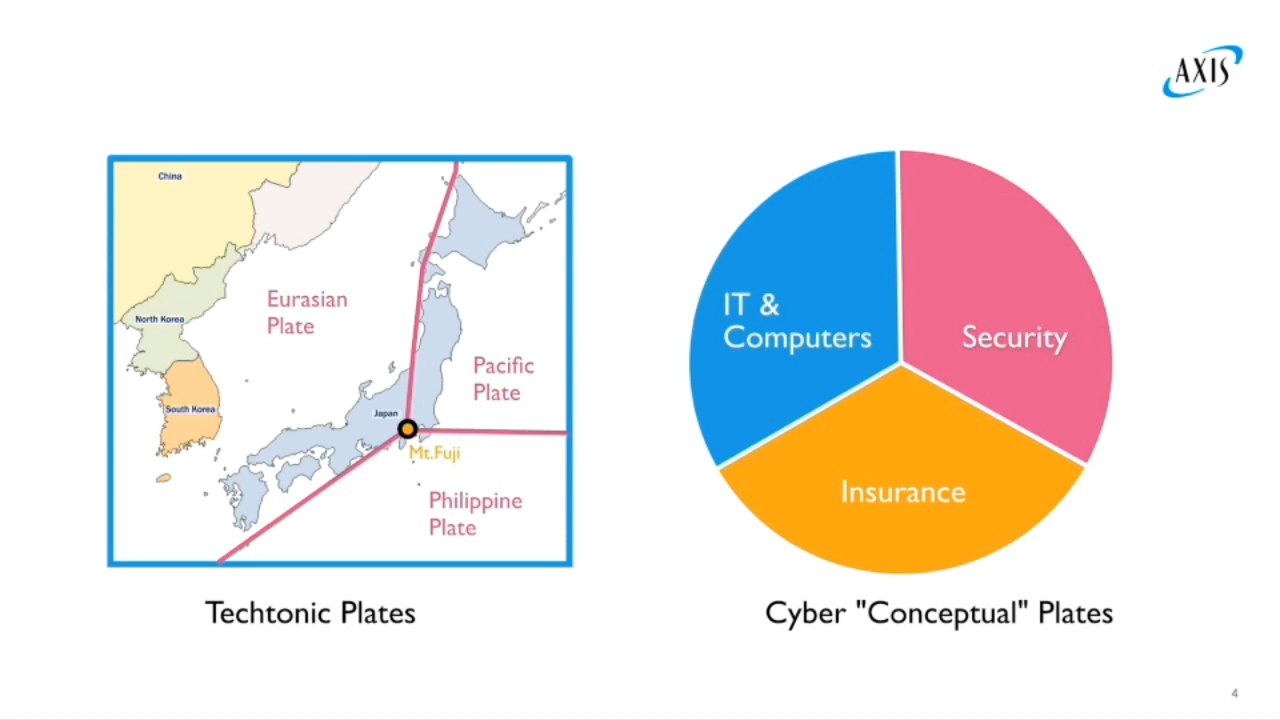 AXIS
China
North Korea
South Korea
Japan
Eurasian
Plate
Pacific
Plate
Mt.Fuji
Philippine
Plate
Techtonic Plates
IT &
Computers
Security
Insurance
Cyber "Conceptual" Plates
4